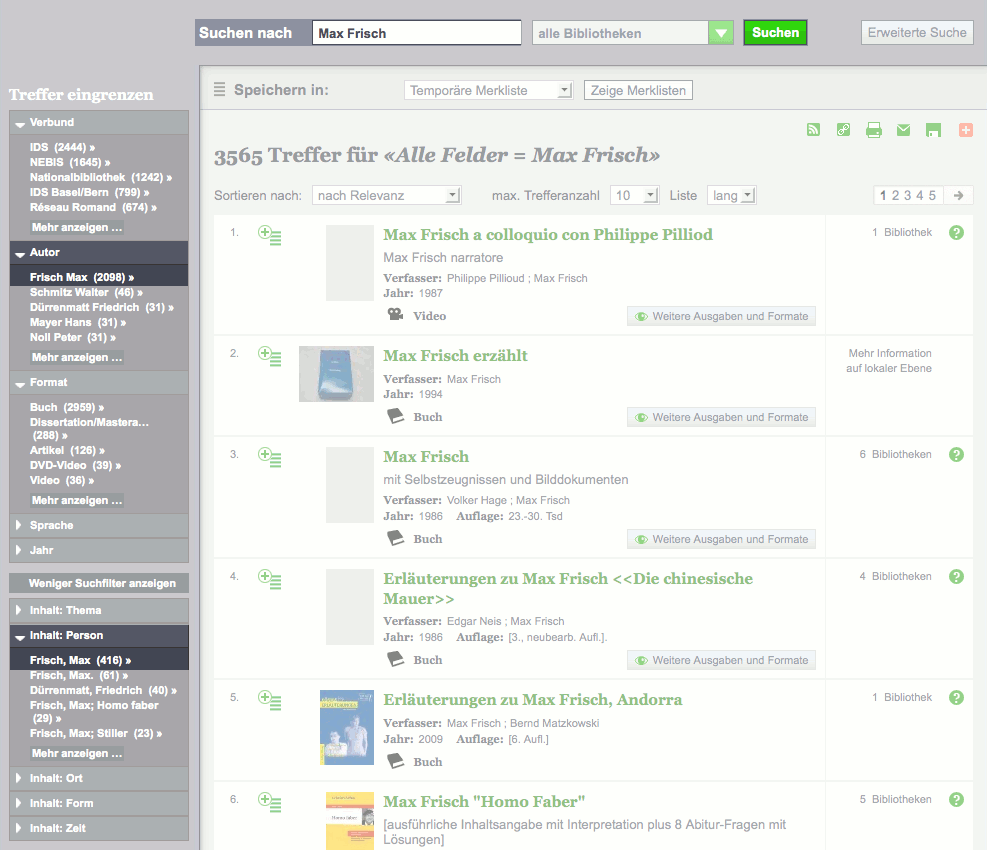 Suchen nach
Max Frisch
alle Bibliotheken
Suchen
Erweiterte Suche
Treffer eingrenzen
Verbund
IDS (2444) »
NEBIS (1645) »
Nationalbibliothek (1242) »
IDS Basel/Bern (799) »
Réseau Romand (674) »
Mehr anzeigen ...
Autor
Frisch Max (2098) »
Schmitz Walter (46) »
Dürrenmatt Friedrich (31) »
Mayer Hans (31) »
Noll Peter (31) »
Mehr anzeigen ...
Format
Buch (2959) »
Dissertation/Mastera...
(288) »
Artikel (126) »
DVD-Video (39) »
Video (36) »
Mehr anzeigen ...
Sprache
Jahr
Weniger Suchfilter anzeigen
Inhalt: Thema
Inhalt: Person
Frisch, Max (416) »
Frisch, Max. (61) »
Dürrenmatt, Friedrich (40) »
Frisch, Max; Homo faber
(29) »
Frisch, Max; Stiller (23) »
Mehr anzeigen ...
Inhalt: Ort
Inhalt: Form
Inhalt: Zeit
Speichern in:
Temporäre Merkliste
Zeige Merklisten
3565 Treffer für «Alle Felder = Max Frisch»
Sortieren nach: nach Relevanz max. Trefferanzahl 10 Liste lang 1 2 3 4 5
1. Max Frisch a colloquio con Philippe Pilliod 1 Bibliothek
Max Frisch narratore
Verfasser: Philippe Pillioud ; Max Frisch
Jahr: 1987
Video Weitere Ausgaben und Formate
2. Max Frisch erzählt Mehr Information
auf lokaler Ebene
Verfasser: Max Frisch
Jahr: 1994
Buch Weitere Ausgaben und Formate
3. Max Frisch 6 Bibliotheken
mit Selbstzeugnissen und Bilddokumenten
Verfasser: Volker Hage ; Max Frisch
Jahr: 1986 Auflage: 23.-30. Tsd
Buch Weitere Ausgaben und Formate
4. Erläuterungen zu Max Frisch <<Die chinesische 4 Bibliotheken
Mauer>>
Verfasser: Edgar Neis ; Max Frisch
Jahr: 1986 Auflage: [3., neubearb. Aufl.].
Buch Weitere Ausgaben und Formate
5. Erläuterungen zu Max Frisch, Andorra 1 Bibliothek
Verfasser: Max Frisch ; Bernd Matzkowski
Jahr: 2009 Auflage: [6. Aufl.]
Buch
6. Max Frisch "Homo Faber" 5 Bibliotheken
[ausführliche Inhaltsangabe mit Interpretation plus 8 Abitur-Fragen mit
Lösungen]
Homo faber